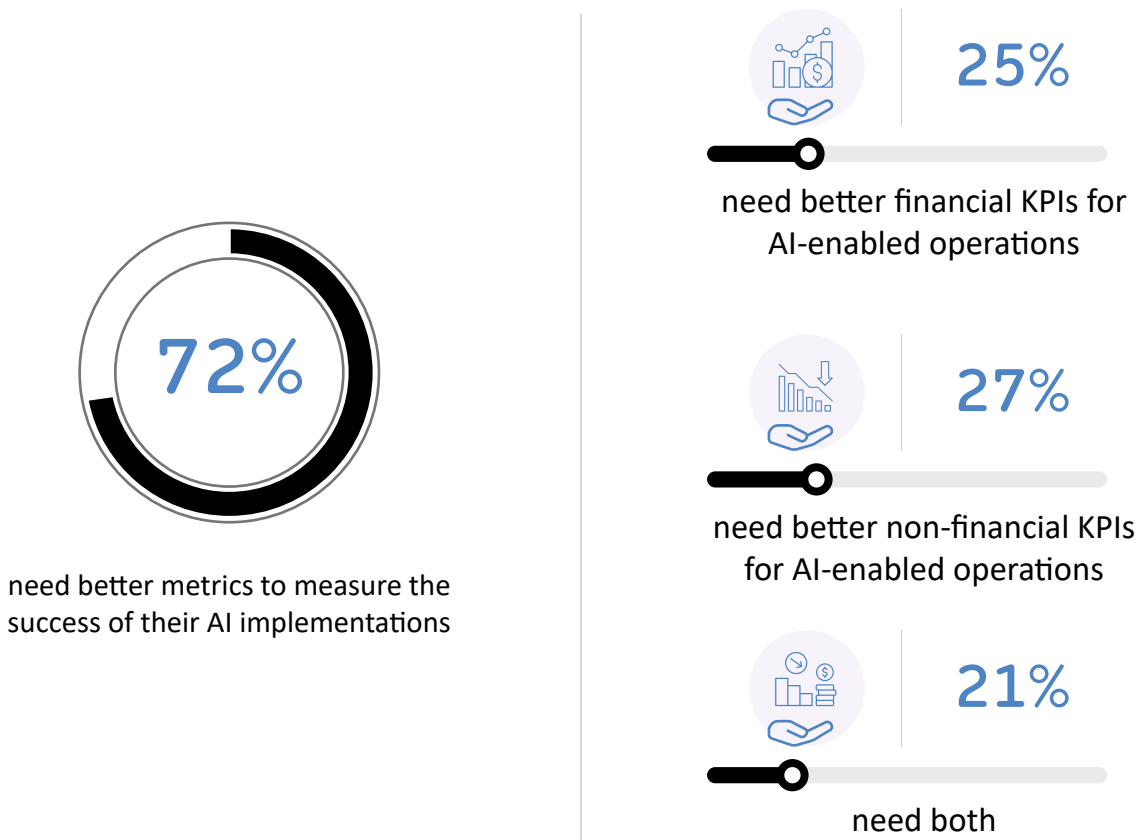 72%
need better metrics to measure the
success of their AI implementations
25%
need better financial KPIs for
AI-enabled operations
27%
need better non-financial KPIs
for AI-enabled operations
21%
need both